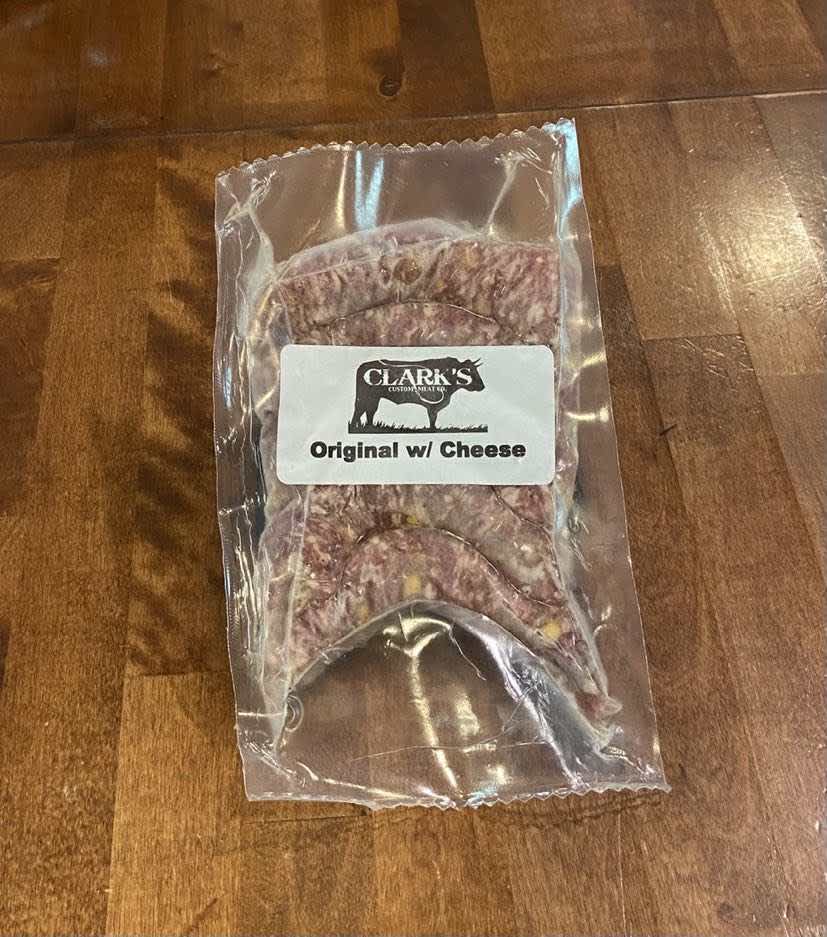 CLARK'S
CUSTOM MEAT CO.
Original w/ Cheese